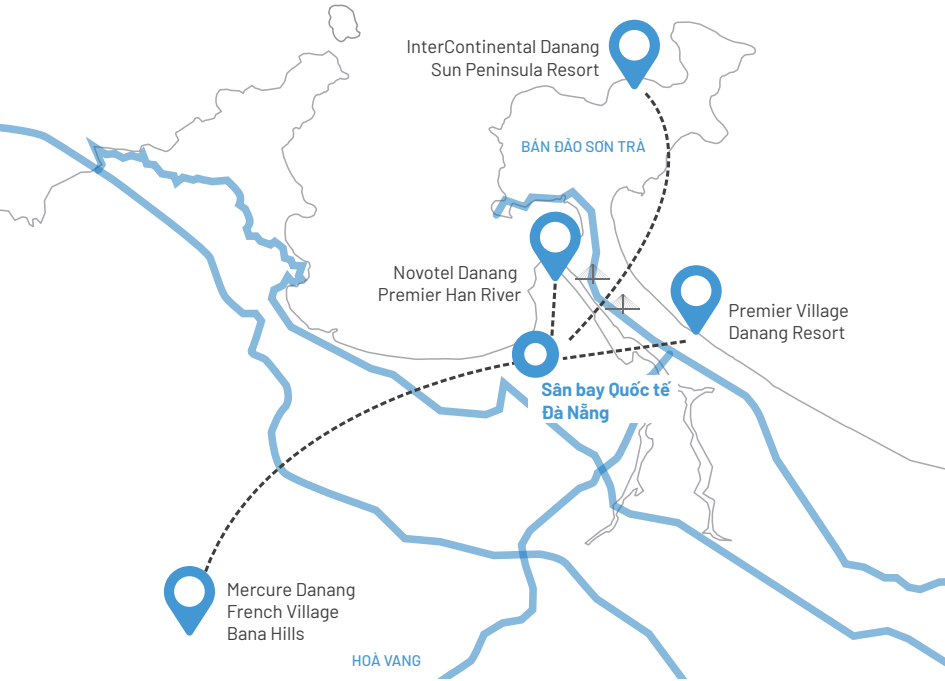 InterContinental Danang
Sun Peninsula Resort
BÁN ĐẢO SƠN TRÀ
Novotel Danang
Premier Han River
Premier Village
Danang Resort
Sân bay Quốc tế
Đà Nẵng
Mercure Danang
French Village
Bana Hills
HOÀ VANG